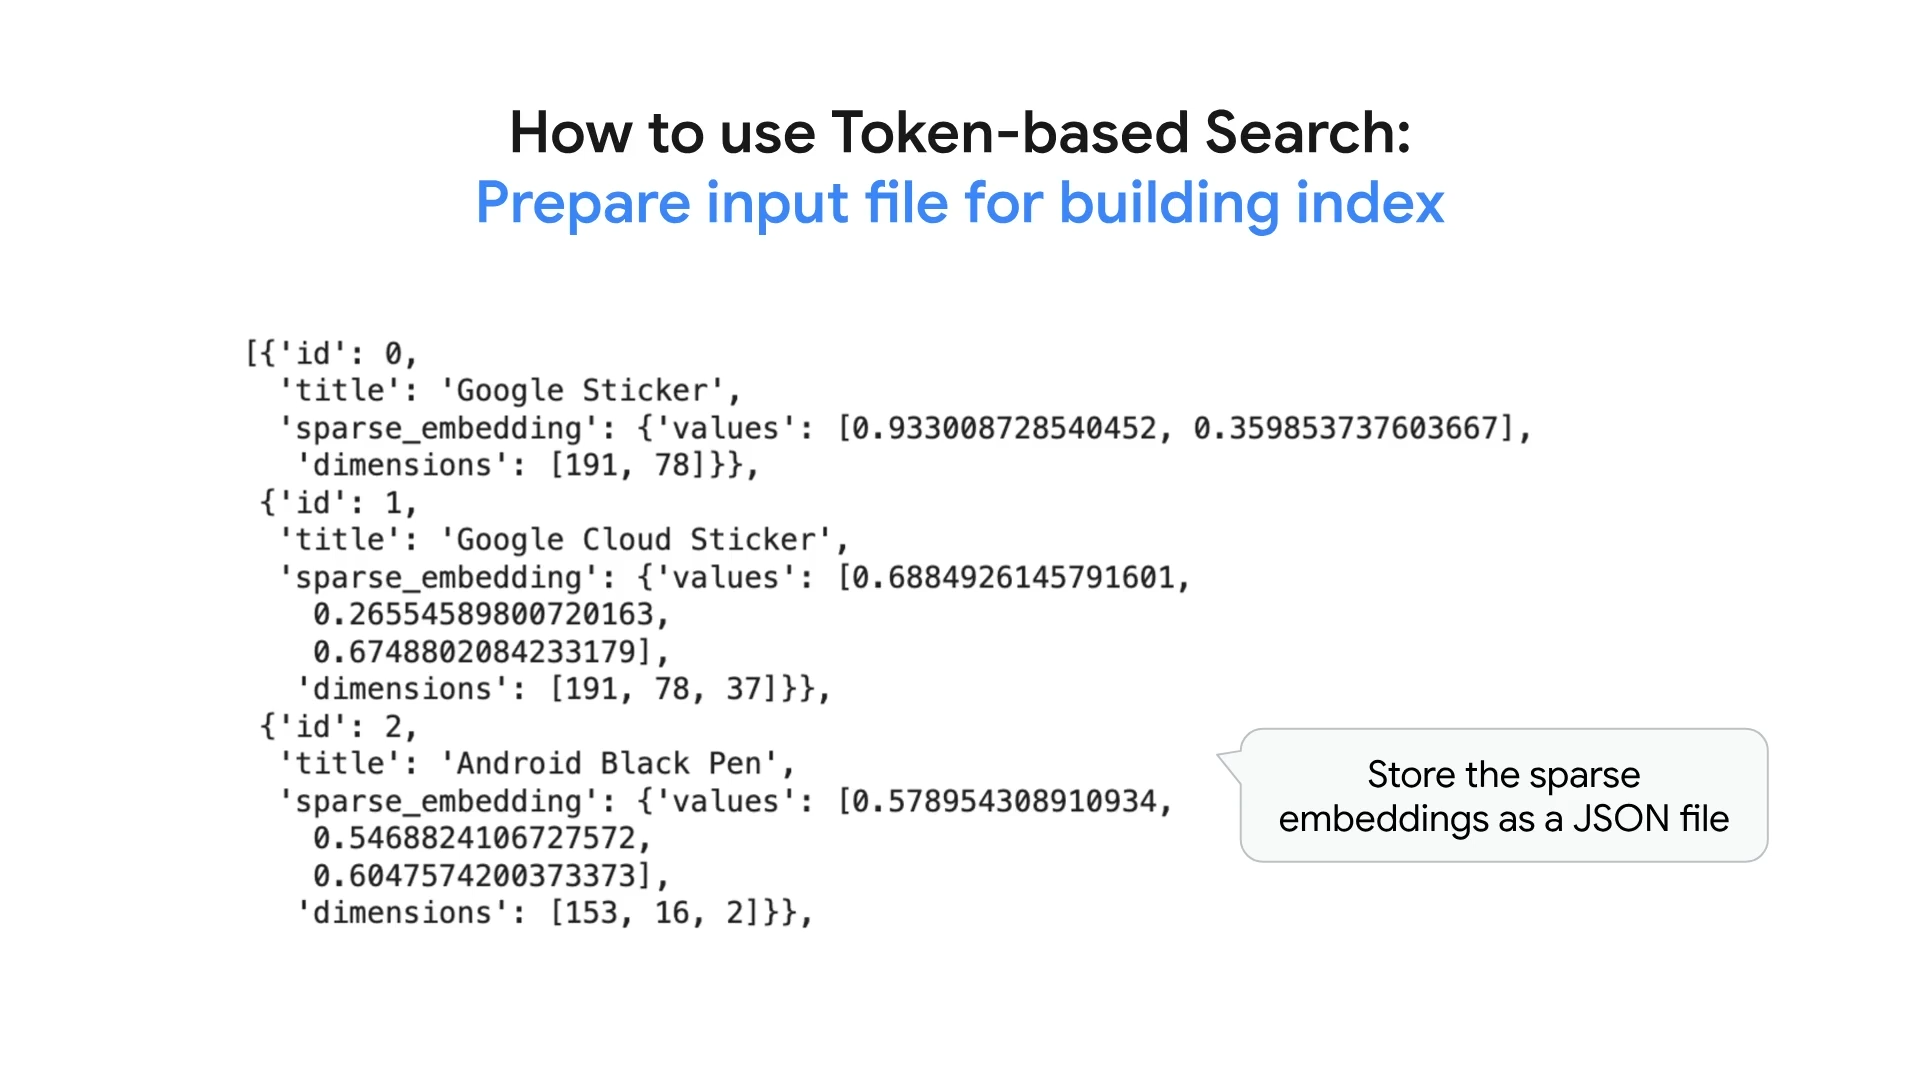 How to use Token-based Search:
Prepare input file for building index
[{'id': 0,
'title': 'Google Sticker',
'sparse_embedding': {'values': [0.933008728540452, 0.359853737603667],
'dimensions': [191, 78]}},
{'id': 1,
'title': 'Google Cloud Sticker',
'sparse_embedding': {'values': [0.6884926145791601,
0.26554589800720163,
0.6748802084233179],
'dimensions': [191, 78, 37]}},
{'id': 2,
'title': 'Android Black Pen',
'sparse_embedding': {'values': [0.578954308910934,
0.5468824106727572,
0.6047574200373373],
'dimensions': [153, 16, 2]}},
Store the sparse
embeddings as a JSON file